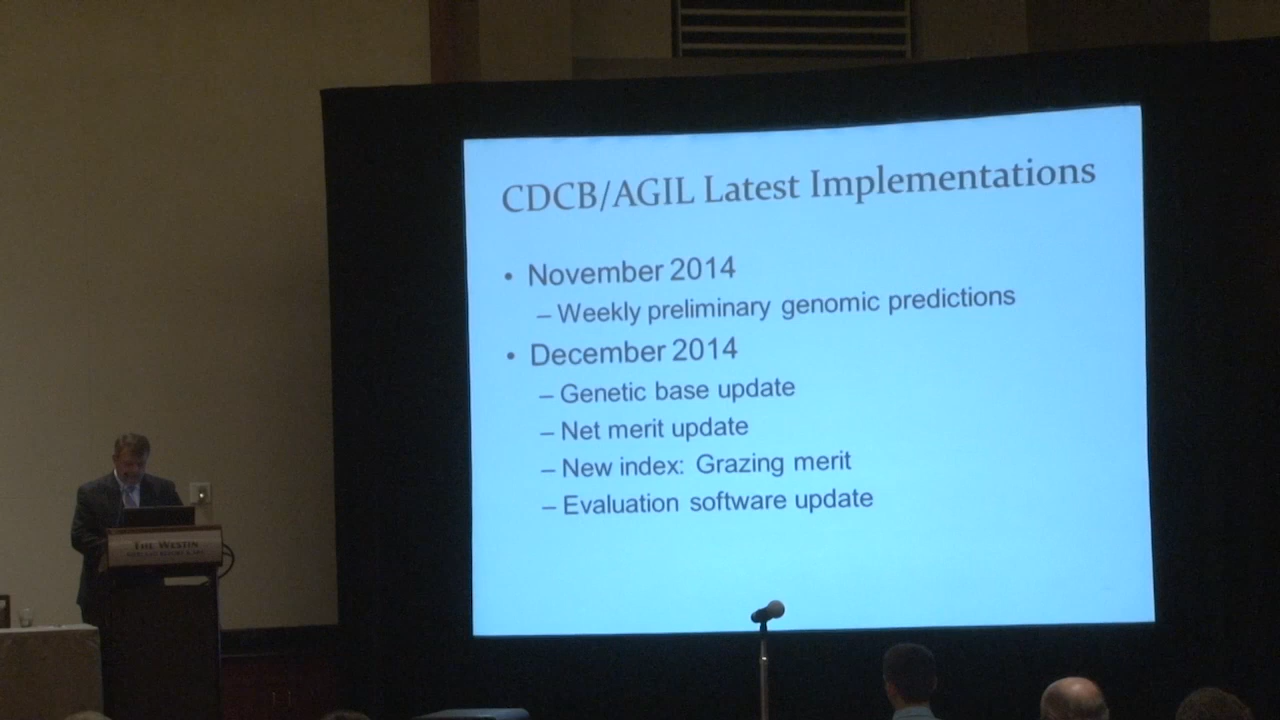 CDCB/AGIL Latest Implementations
• November 2014
– Weekly preliminary genomic predictions
• December 2014
– Genetic base update
– Net merit update
– New index: Grazing merit
– Evaluation software update
THE WESTIN